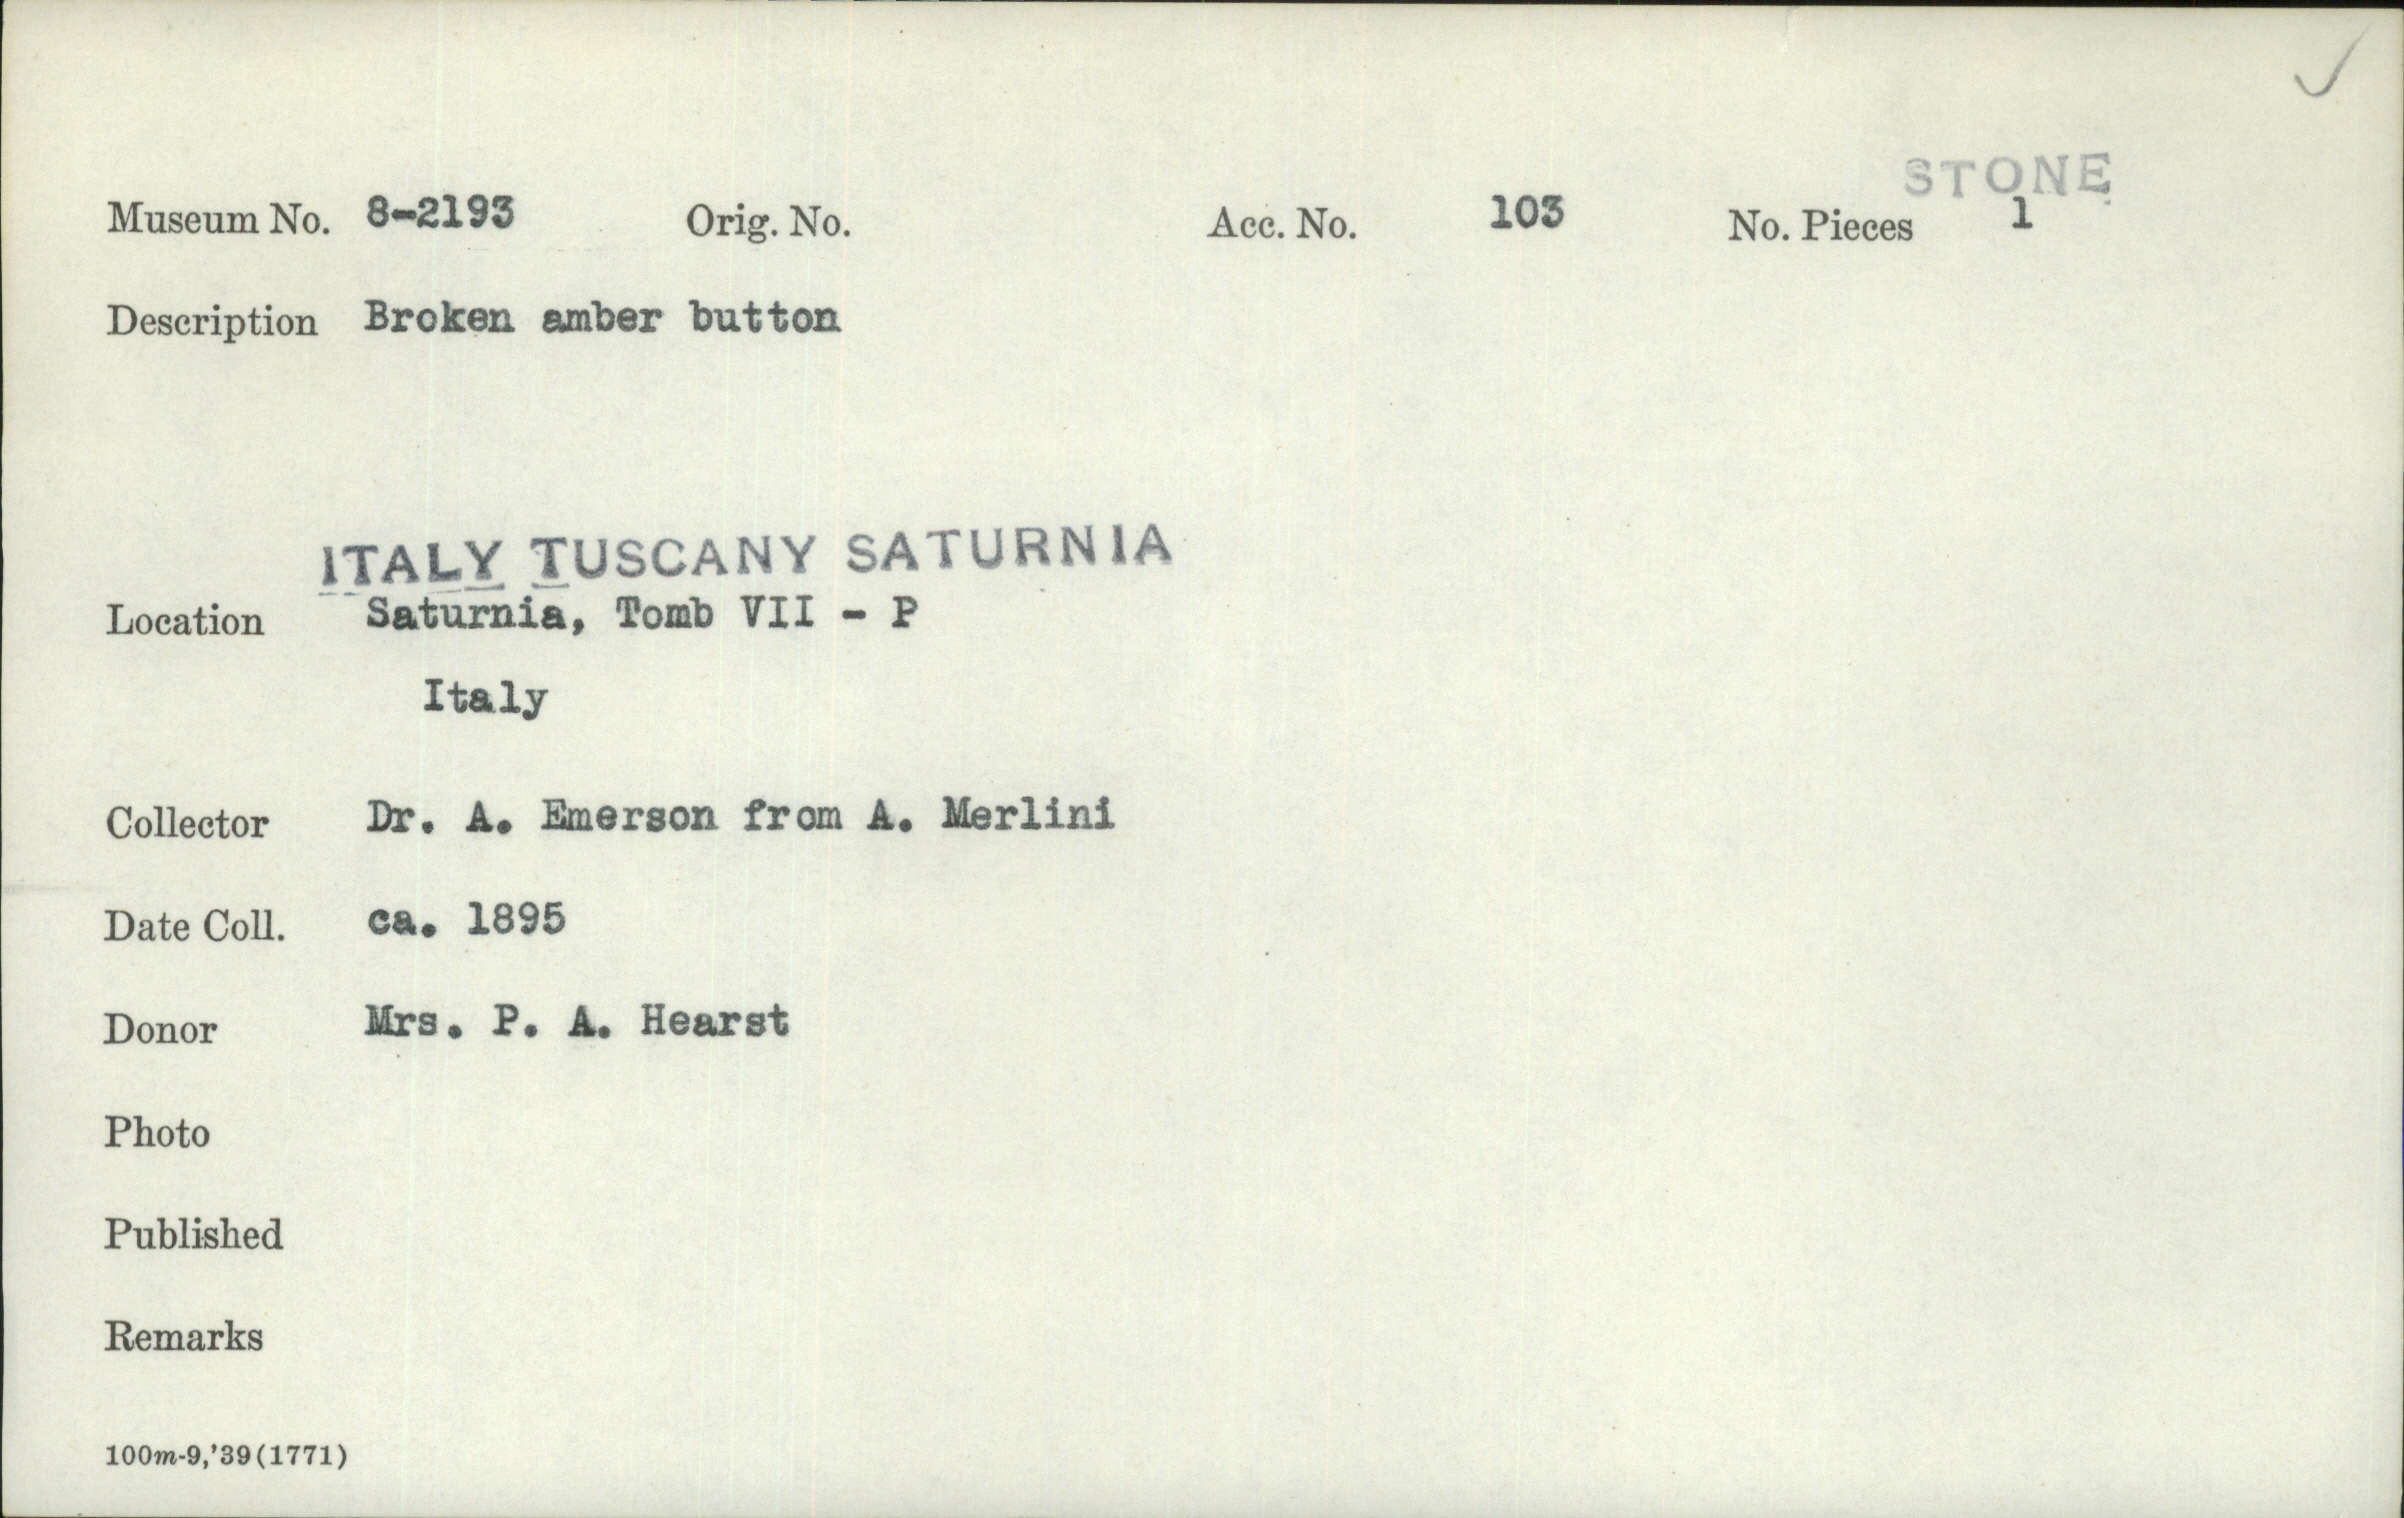 STONE
Museum No. 8-2193 Orig. No. Acc. No. 103 No. Pieces 1
Description Broken amber button
ITALY TUSCANY SATURNIA
Location Saturnia, Tomb VII - P
Italy
Collector Dr. A. Emerson from A. Merlini
Date Coll. ca. 1895
Donor Mrs. P. A. Hearst
Photo
Published
Remarks
100m-9,'39(1771)